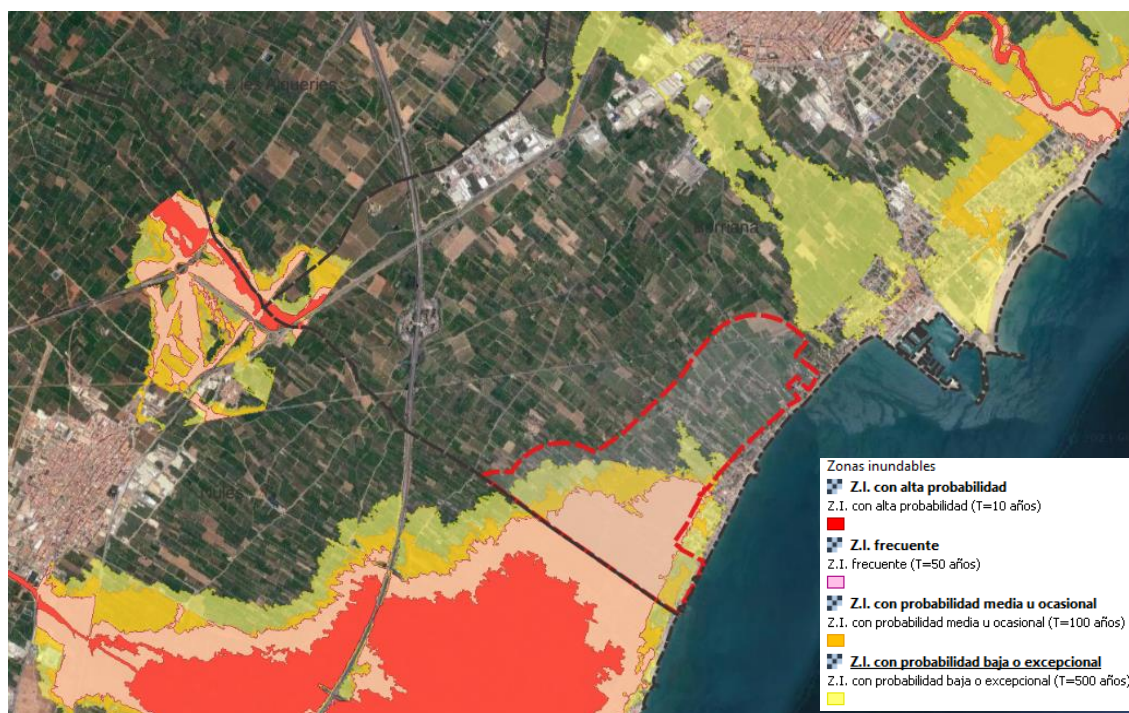 Borriana
Nules
Zonas inundables
Z.I. con alta probabilidad
Z.I. con alta probabilidad (T=10 años)
Z.I. frecuente
Z.I. frecuente (T=50 años)
Z.I. con probabilidad media u ocasional
Z.I. con probabilidad media u ocasional (T=100 años)
Z.I. con probabilidad baja o excepcional
Z.I. con probabilidad baja o excepcional (T=500 años)